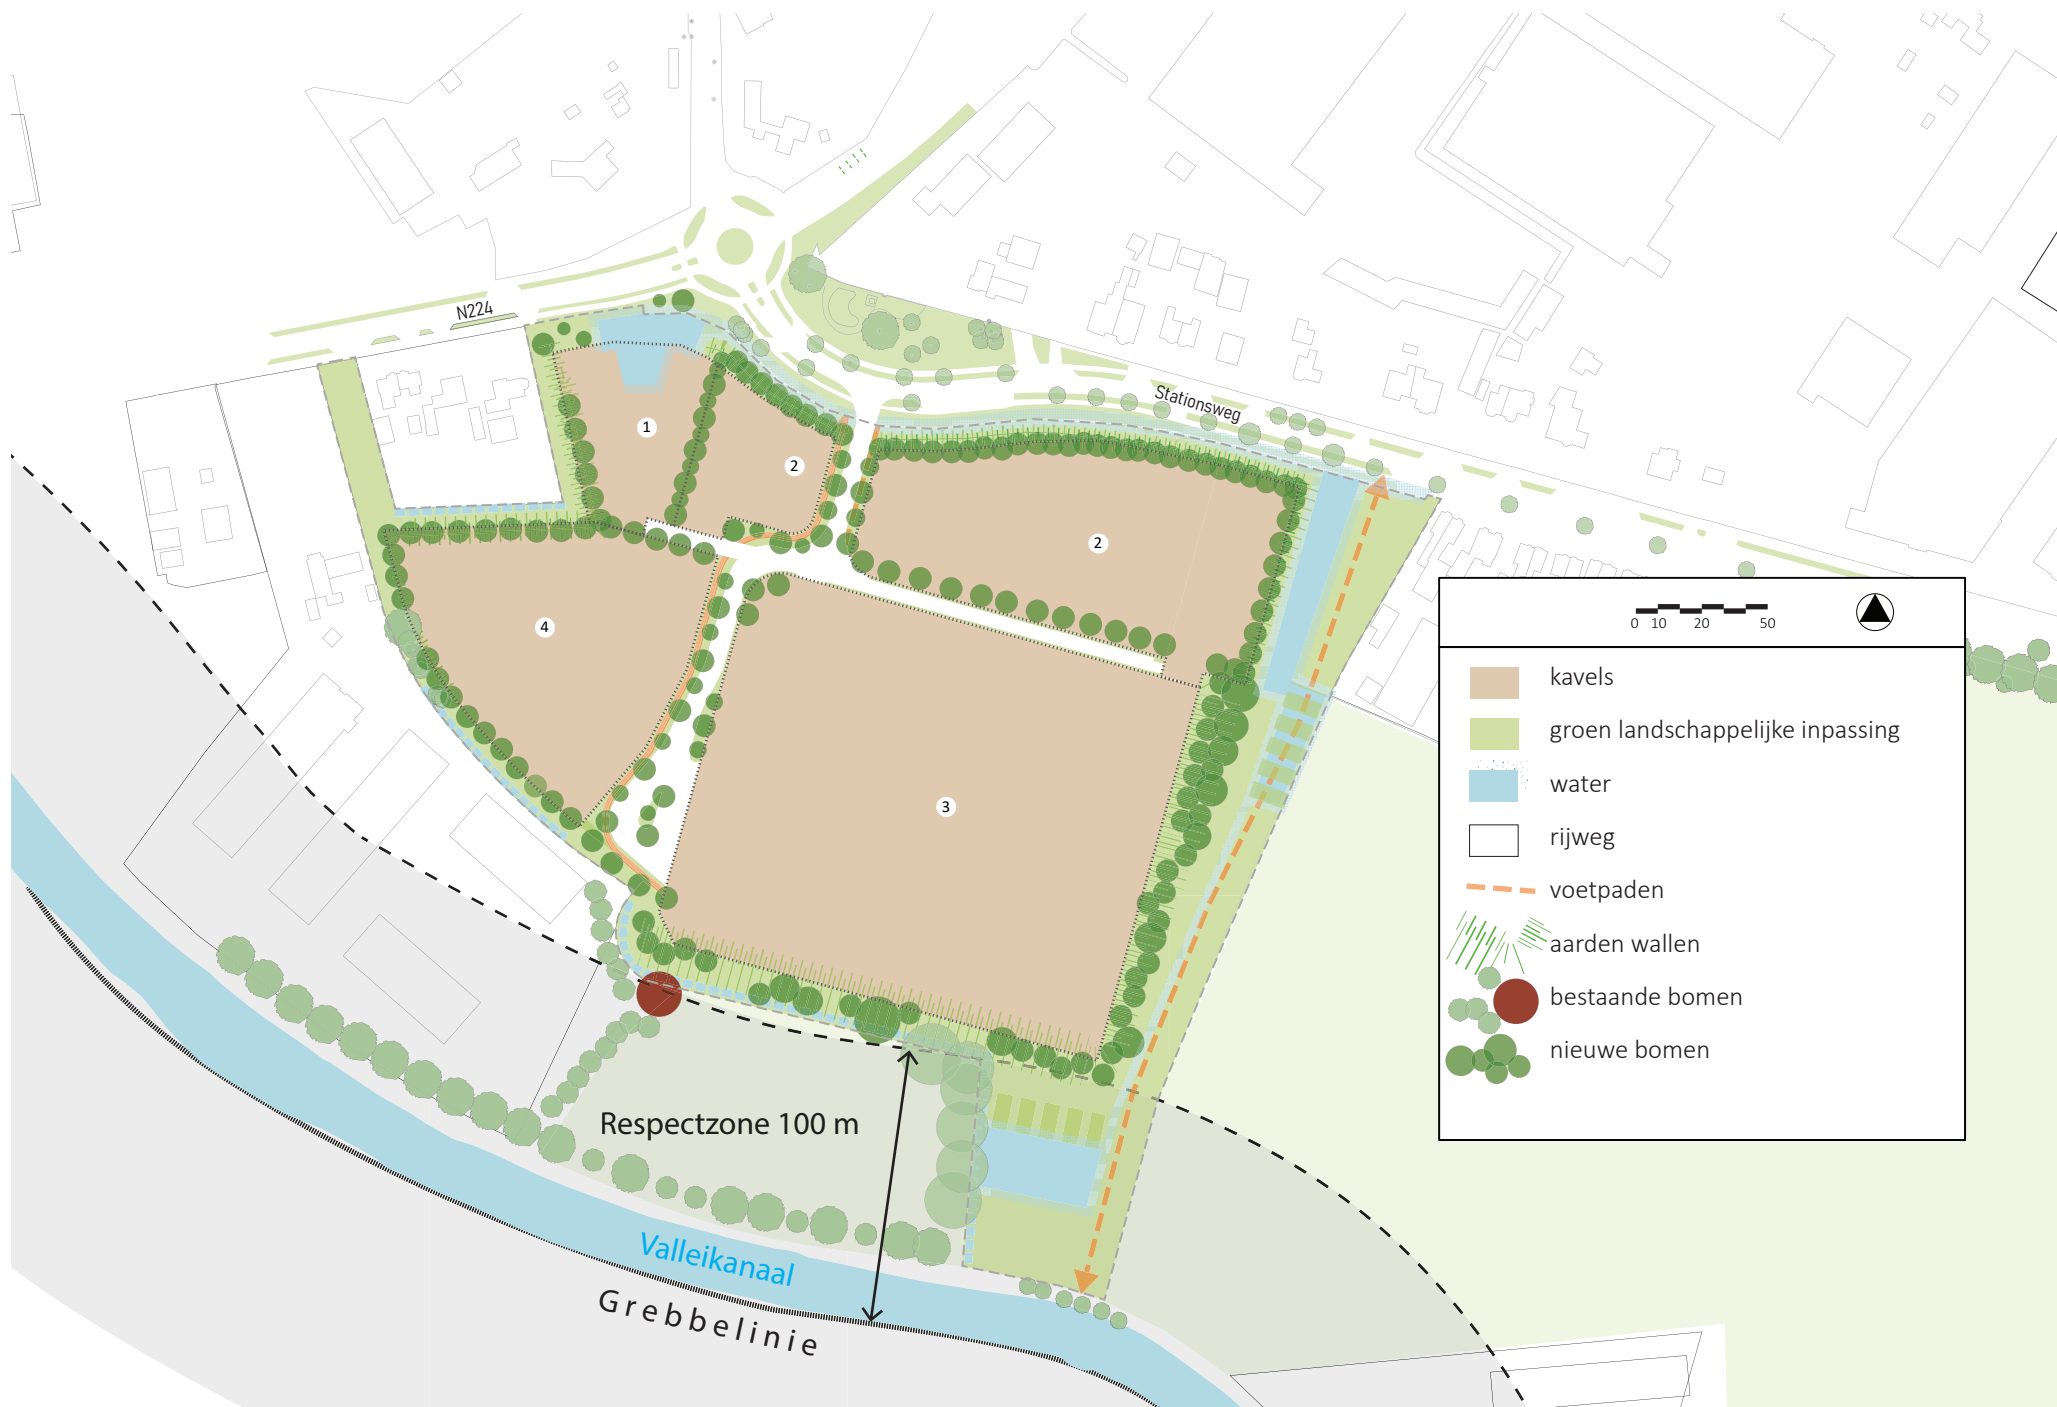 N224
Stationsweg
1
2
2
4
3
0 10 20 50
kavels
groen landschappelijke inpassing
water
rijweg
voetpaden
aarden wallen
bestaande bomen
nieuwe bomen
Respectzone 100 m
Valleikanaal
Grebbelinie